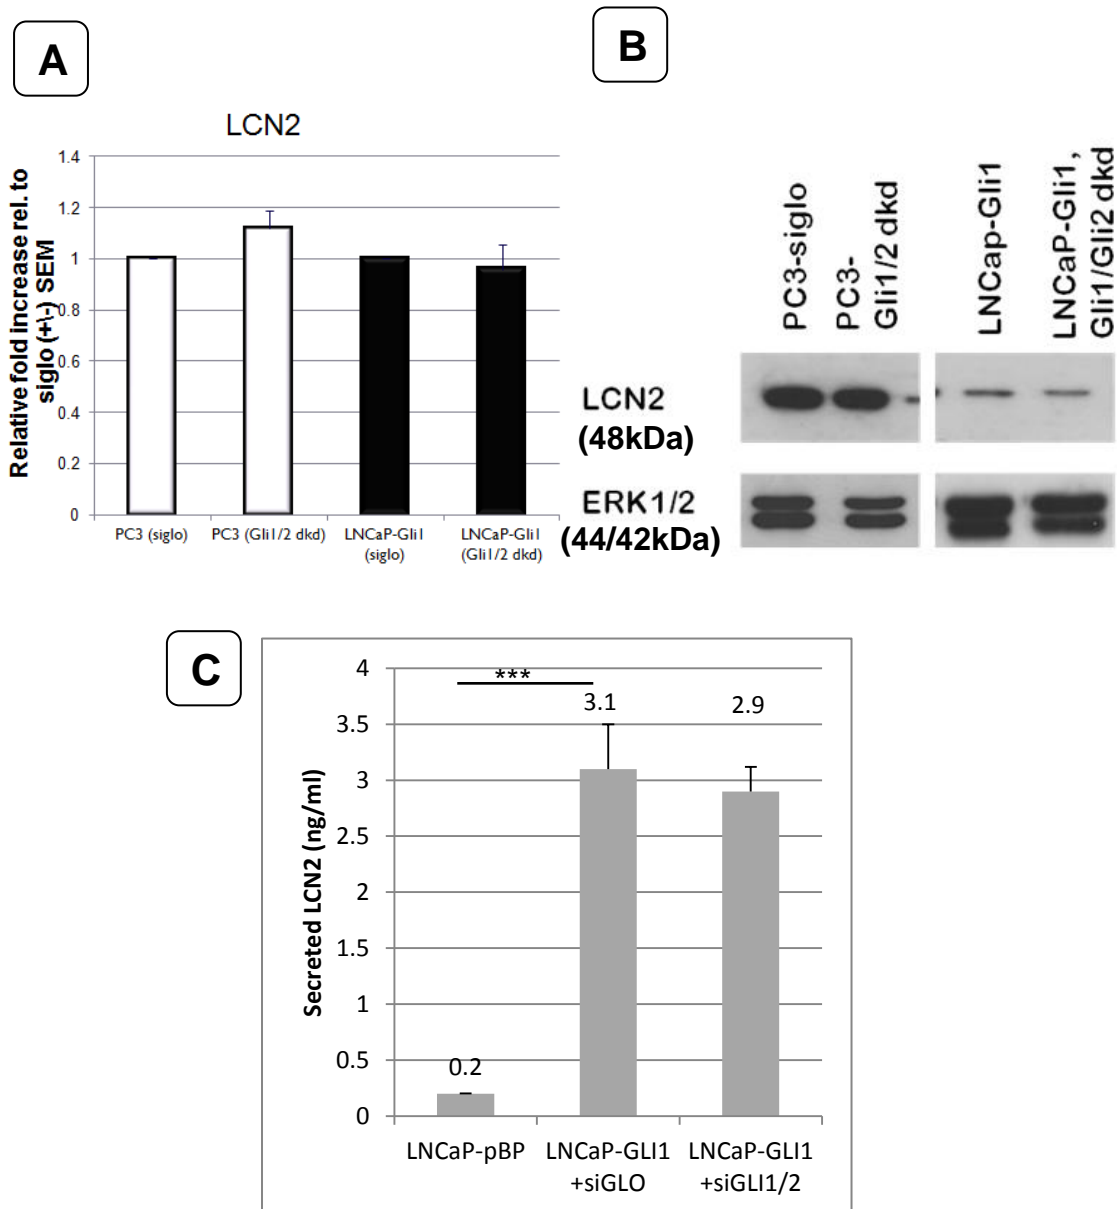 A
LCN2
Relative fold increase rel. to
siglo (+\-) SEM
1.4
1.2
1
0.8
0.6
0.4
0.2
0
PC3 (siglo)
PC3 (Gli1/2 dkd)
LNCaP-Gli1
(siglo)
LNCaP-Gli1
(Gli1/2 dkd)
B
PC3-siglo
PC3-
Gli1/2 dkd
LNCap-Gli1
LNCaP-Gli1,
Gli1/Gli2 dkd
LCN2
(48kDa)
ERK1/2
(44/42kDa)
C
Secreted LCN2 (ng/ml)
4
3.5
3
2.5
2
1.5
1
0.5
0
***
0.2
3.1
2.9
LNCaP-pBP
LNCaP-GLI1
+siGLO
LNCaP-GLI1
+siGLI1/2